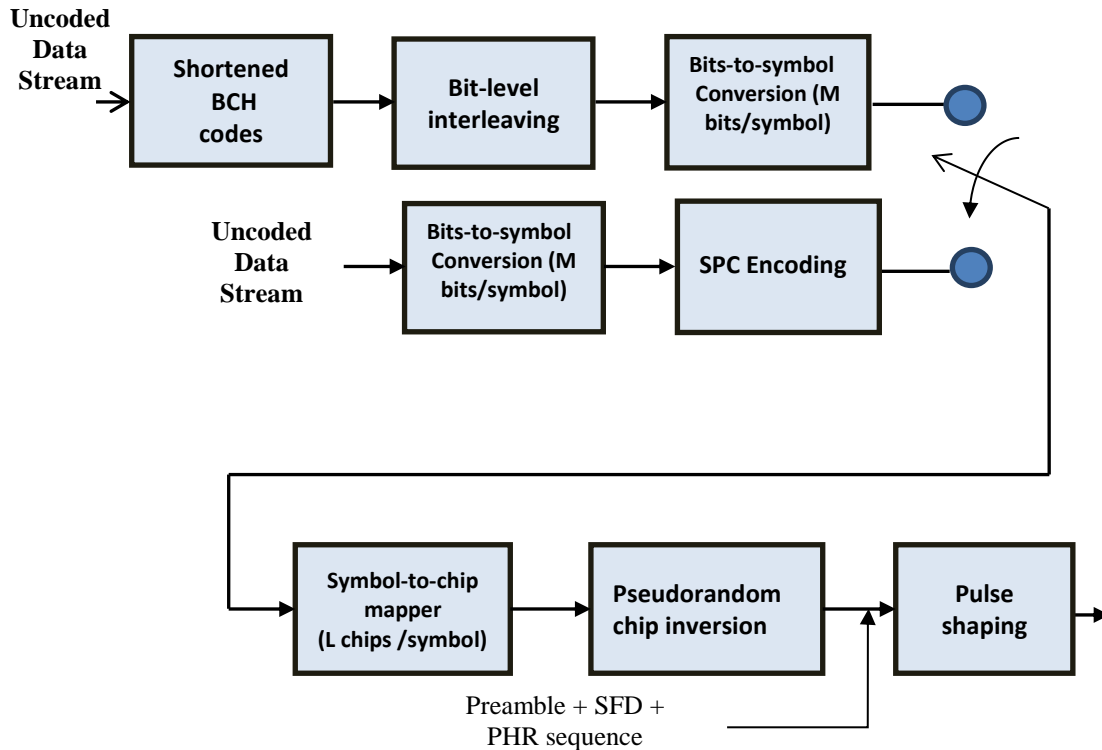 Uncoded
Data
Stream
Shortened
BCH
codes
Bit-level
interleaving
Bits-to-symbol
Conversion (M
bits/symbol)
Uncoded
Data
Stream
Bits-to-symbol
Conversion (M
bits/symbol)
SPC Encoding
Symbol-to-chip
mapper
(L chips /symbol)
Pseudorandom
chip inversion
Pulse
shaping
Preamble + SFD +
PHR sequence